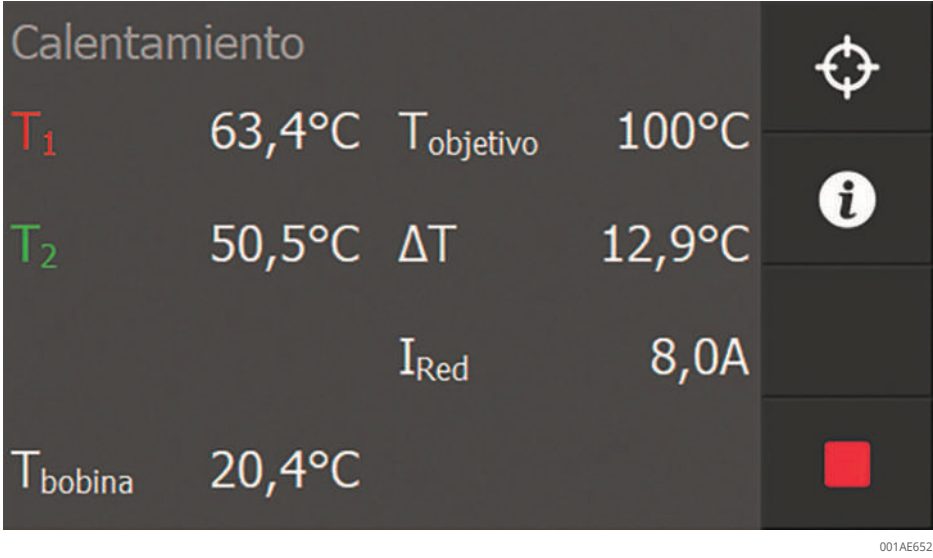 Calentamiento
T1 63,4°C Tobjetivo 100°C
T2 50,5°C ΔT 12,9°C
IRed 8,0A
Tbobina 20,4°C
001AE652